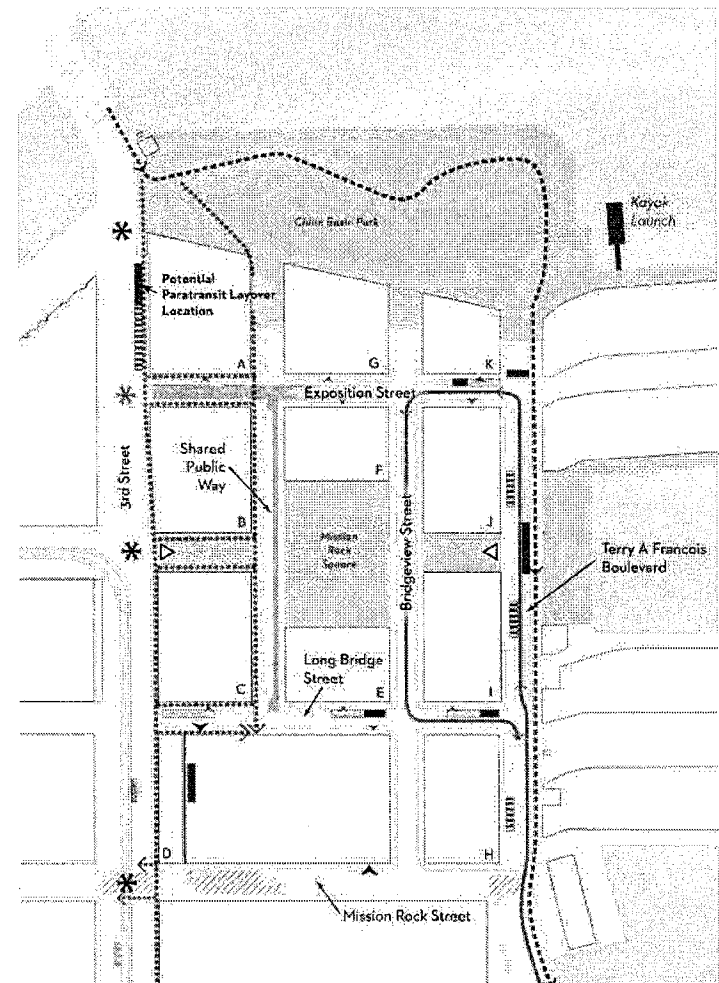 China Basin Park
Kayak
Launch
Potential
Paratransit Layover
Location
A
G
K
Exposition Street
3rd Street
Shared
Public
Way
F
B
J
Mission
Rock
Square
Bridgeview Street
Terry A Francois
Boulevard
Long Bridge
Street
C
E
I
D
H
Mission Rock Street